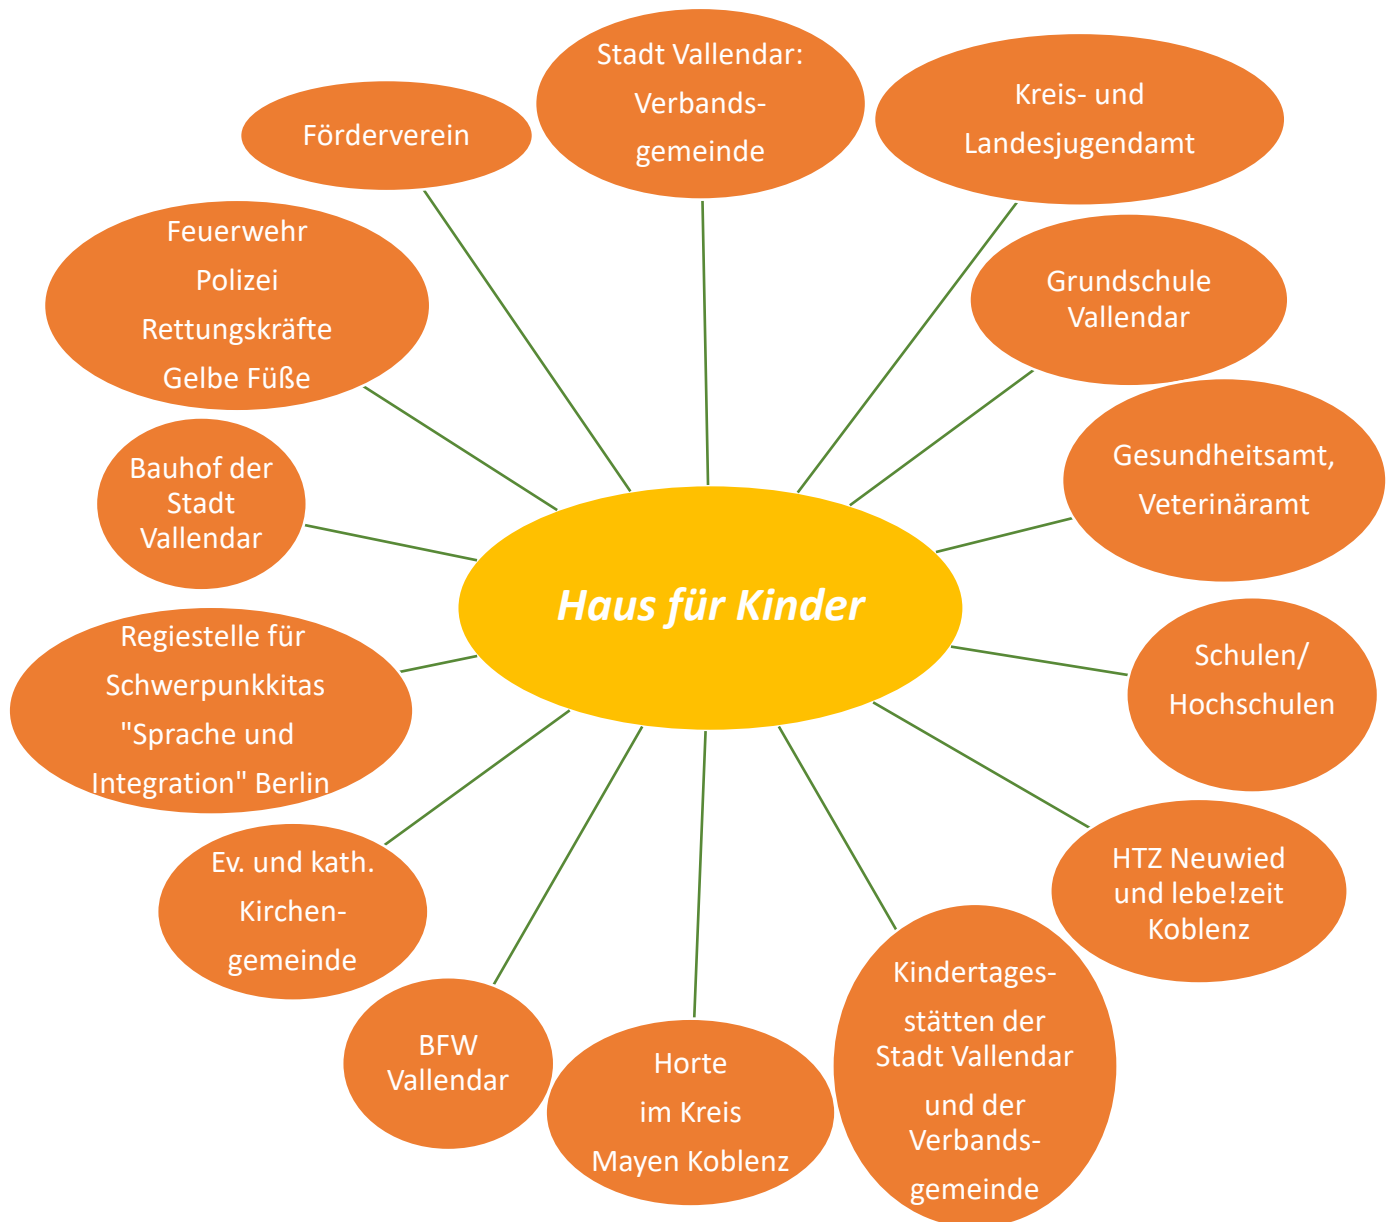 Stadt Vallendar:
Verbands-
gemeinde
Kreis- und
Landesjugendamt
Förderverein
Feuerwehr
Polizei
Rettungskräfte
Gelbe Füße
Grundschule
Vallendar
Bauhof der
Stadt
Vallendar
Gesundheitsamt,
Veterinäramt
Haus für Kinder
Regiestelle für
Schwerpunkkitas
"Sprache und
Integration" Berlin
Schulen/
Hochschulen
Ev. und kath.
Kirchen-
gemeinde
HTZ Neuwied
und lebe!zeit
Koblenz
BFW
Vallendar
Horte
im Kreis
Mayen Koblenz
Kindertages-
stätten der
Stadt Vallendar
und der
Verbands-
gemeinde